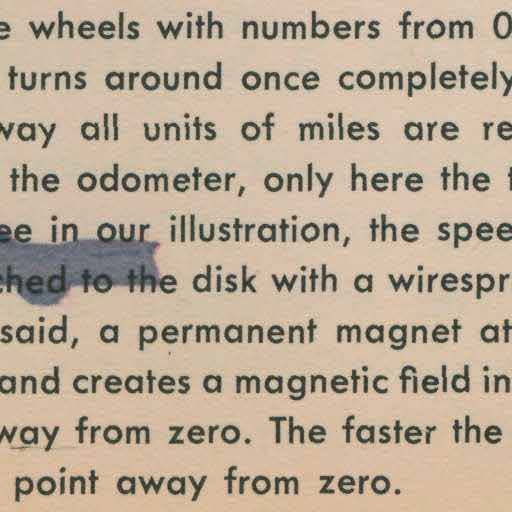 e wheels with numbers from 0
turns around once completely
way all units of miles are re
the odometer, only here the t
ee in our illustration, the spee
ched to the disk with a wirespr
said, a permanent magnet at
and creates a magnetic field in
way from zero. The faster the
point away from zero.